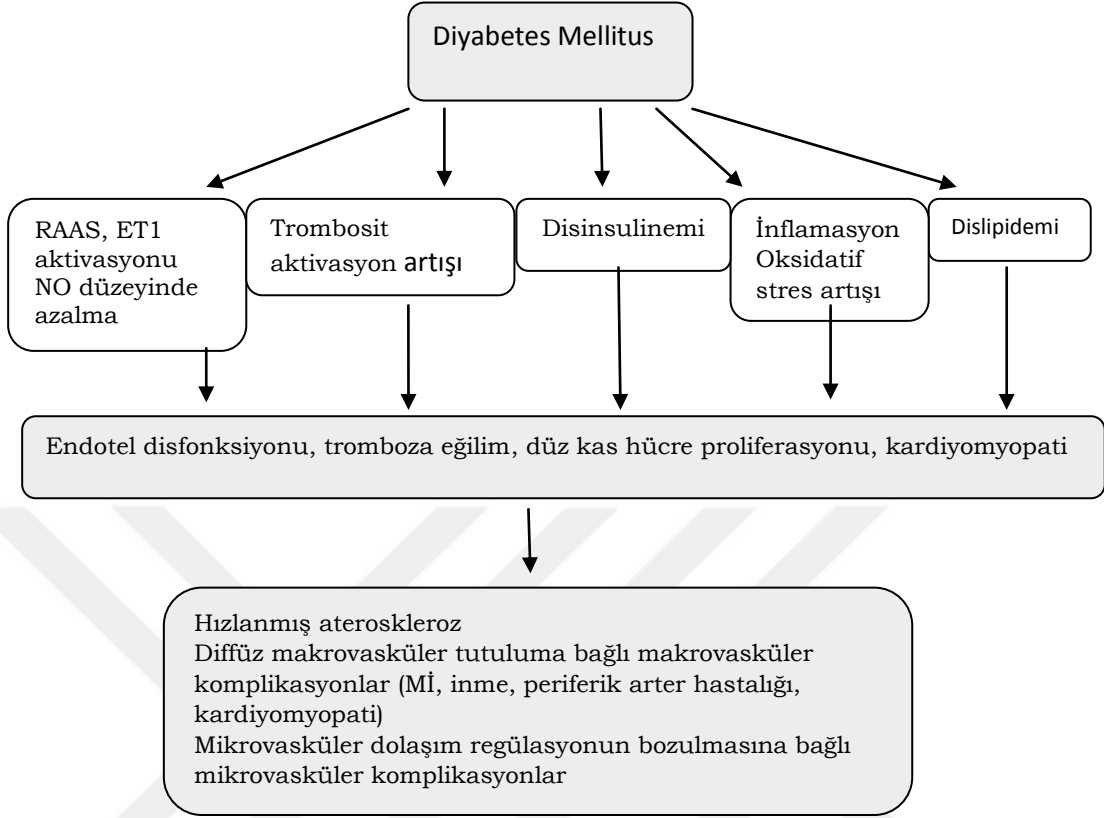 Diyabetes Mellitus
RAAS, ET1
aktivasyonu
NO düzeyinde
azalma
Trombosit
aktivasyon artışı
Disinsulinemi
İnflamasyon
Oksidatif
stres artışı
Dislipidemi
Endotel disfonksiyonu, tromboza eğilim, düz kas hücre proliferasyonu, kardiyomyopati
Hızlanmış ateroskleroz
Diffüz makrovasküler tutuluma bağlı makrovasküler
komplikasyonlar (Mİ, inme, periferik arter hastalığı,
kardiyomyopati)
Mikrovasküler dolaşım regülasyonun bozulmasına bağlı
mikrovasküler komplikasyonlar